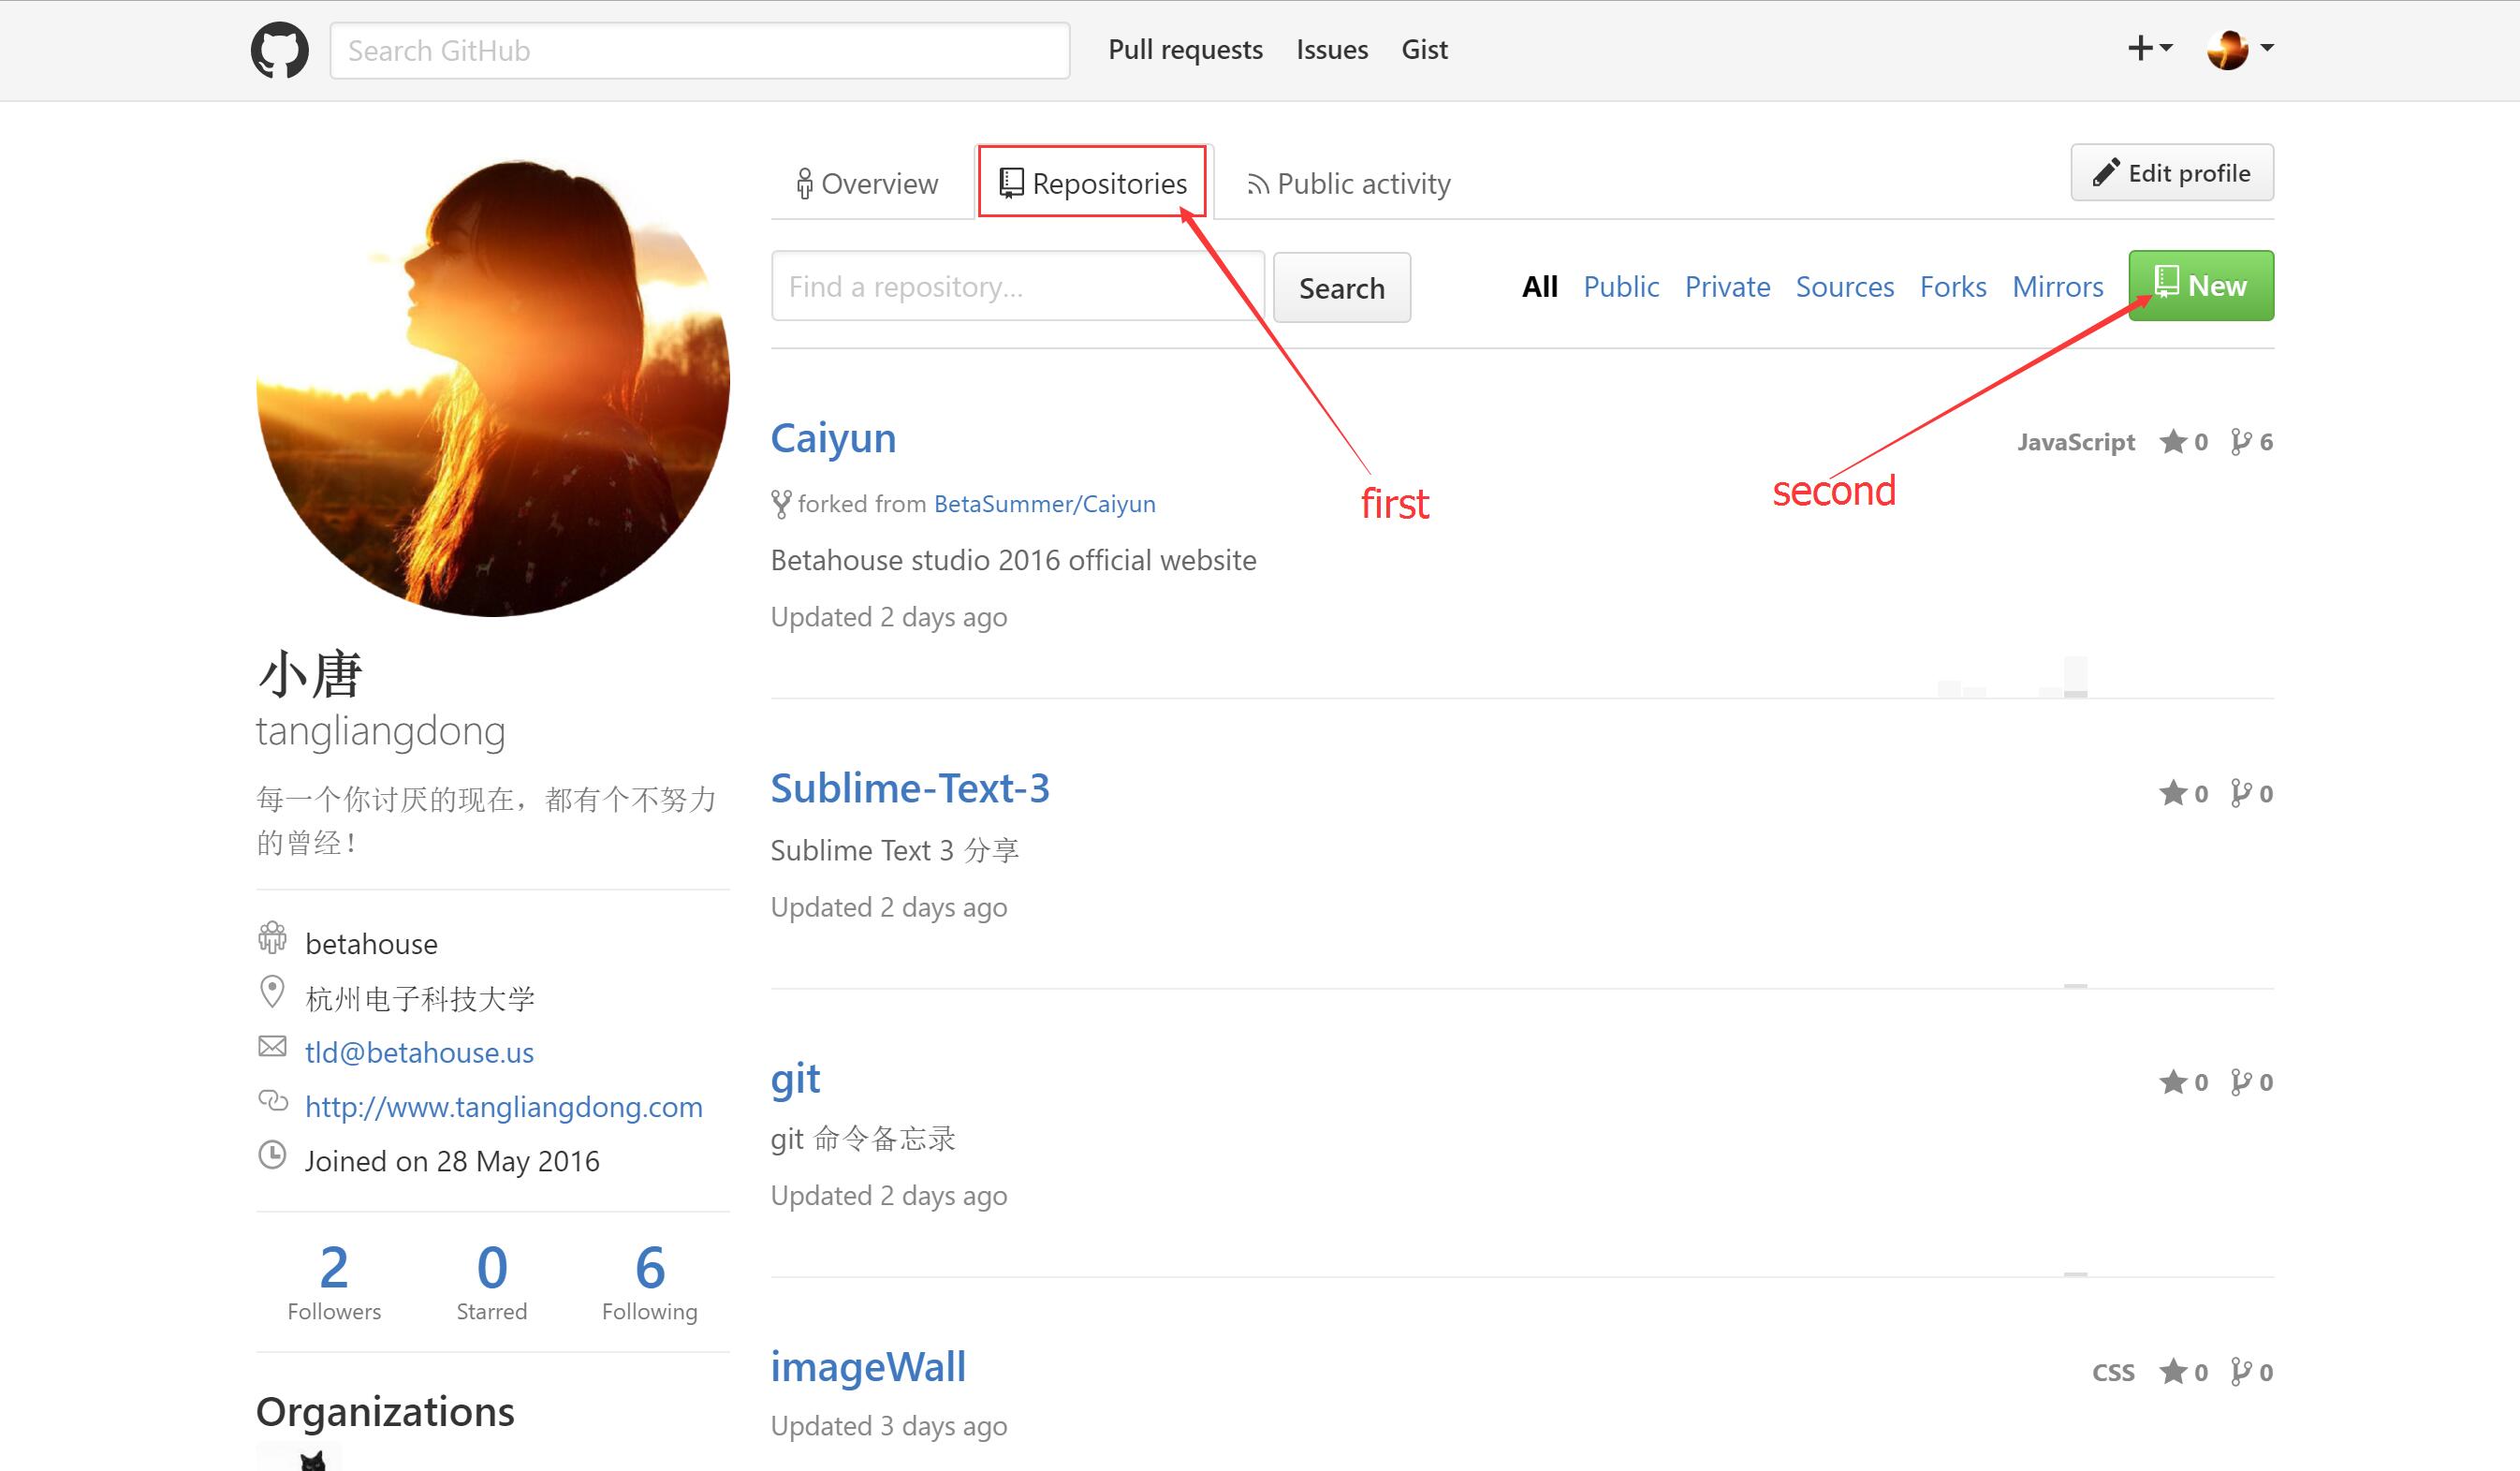 Search GitHub
Pull requests
Issues
Gist
Overview
Repositories
Public activity
Edit profile
Find a repository...
Search
All
Public
Private
Sources
Forks
Mirrors
New
Caiyun
JavaScript
0
6
first
second
forked from BetaSummer/Caiyun
Betahouse studio 2016 official website
Updated 2 days ago
小唐
tangliangdong
每一个你讨厌的现在，都有个不努力
的曾经！
betahouse
杭州电子科技大学
tld@betahouse.us
http://www.tangliangdong.com
Joined on 28 May 2016
2
Followers
0
Starred
6
Following
Organizations
Sublime-Text-3
0
0
Sublime Text 3 分享
Updated 2 days ago
git
0
0
git 命令备忘录
Updated 2 days ago
imageWall
CSS
0
0
Updated 3 days ago